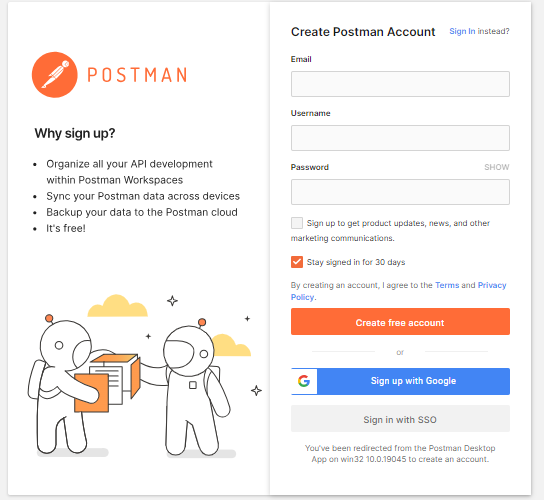 POSTMAN
Why sign up?
• Organize all your API development
within Postman Workspaces
• Sync your Postman data across devices
• Backup your data to the Postman cloud
• It's free!
Create Postman Account
Sign In instead?
Email
Username
Password
SHOW
Sign up to get product updates, news, and other
marketing communications.
Stay signed in for 30 days
By creating an account, I agree to the Terms and Privacy
Policy.
Create free account
or
Sign up with Google
Sign in with SSO
You've been redirected from the Postman Desktop
App on win32 10.0.19045 to create an account.